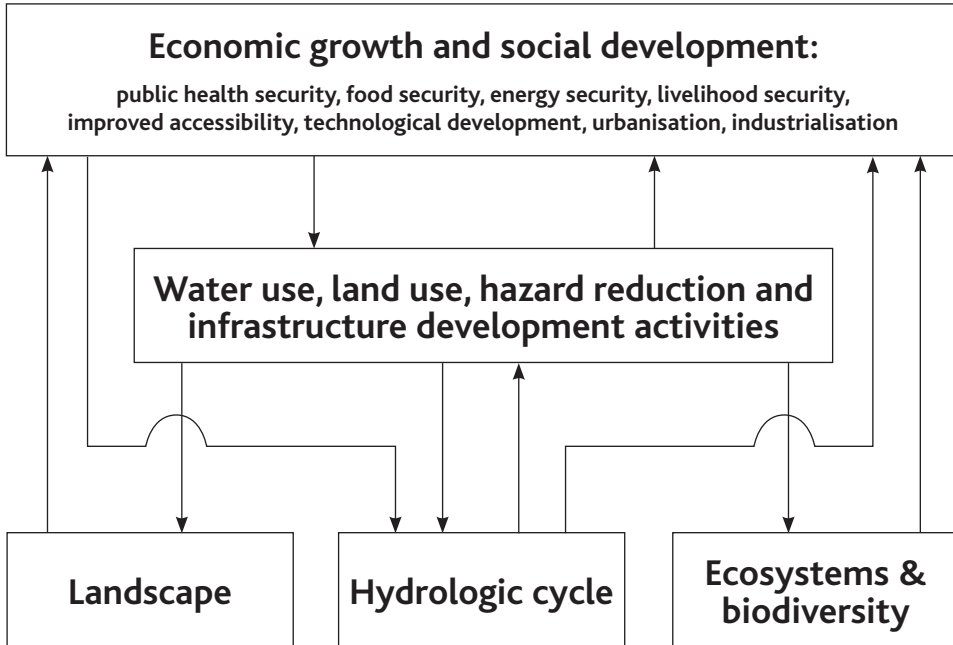 Economic growth and social development:
public health security, food security, energy security, livelihood security,
improved accessibility, technological development, urbanisation, industrialisation
Water use, land use, hazard reduction and
infrastructure development activities
Landscape
Hydrologic cycle
Ecosystems &
biodiversity